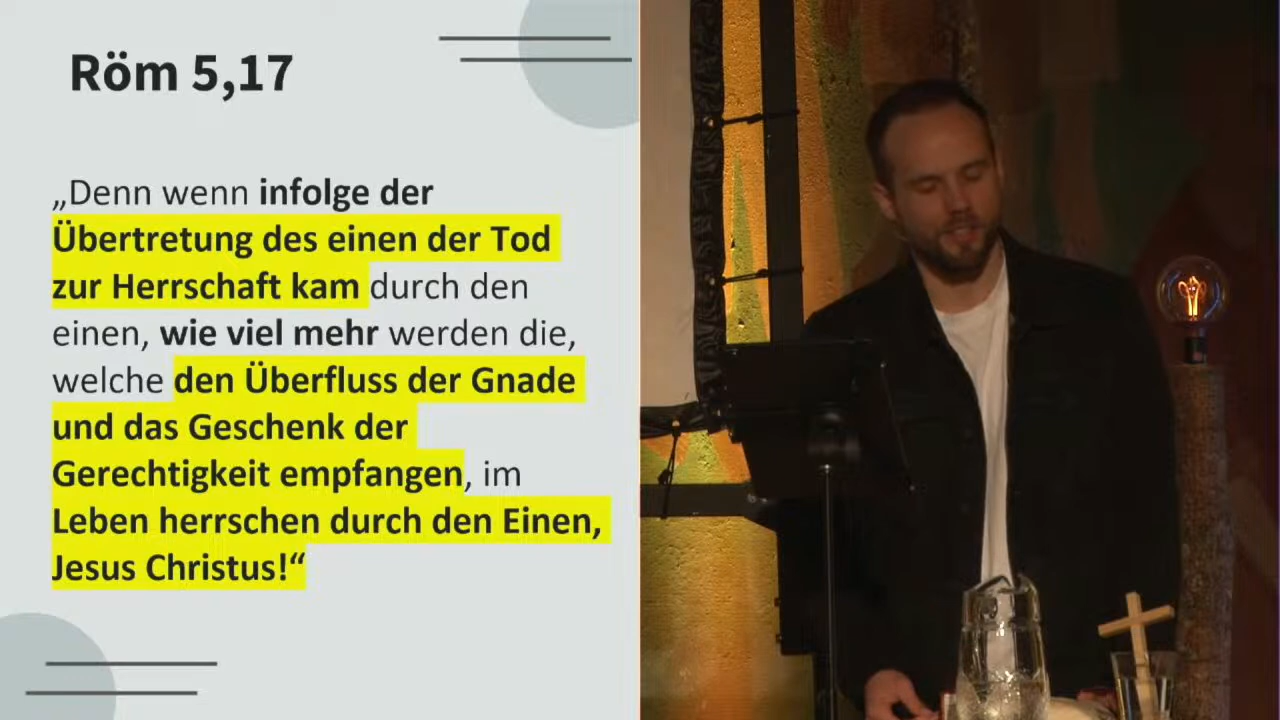 Röm 5,17
„Denn wenn infolge der
Übertretung des einen der Tod
zur Herrschaft kam durch den
einen, wie viel mehr werden die,
welche den Überfluss der Gnade
und das Geschenk der
Gerechtigkeit empfangen, im
Leben herrschen durch den Einen,
Jesus Christus!“